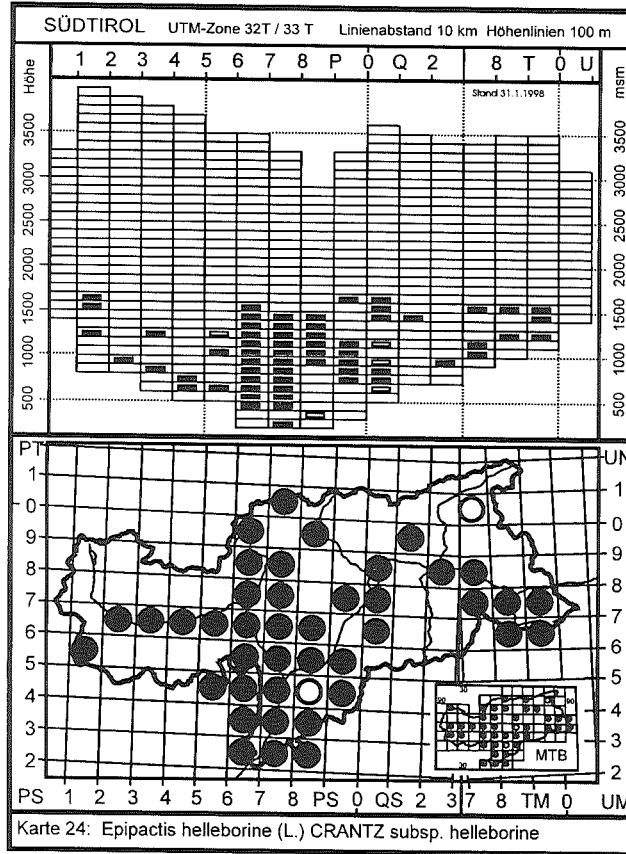 SÜDTIROL UTM-Zone 32T / 33 T Linienabstand 10 km Höhenlinien 100 m
Höhe 1 2 3 4 5 6 7 8 P 0 Q 2 7 8 T 0 U msm
Stand 31.1.1998
3500 3500
3000 3000
2500 2500
2000 2000
1500 1500
1000 1000
500 500
PT UN
1 1
0 0
9 9
8 8
7 7
6 6
5 5
4 4
3 3
2 2
30
90 90
MTB
30
PS 1 2 3 4 5 6 7 8 PS 0 QS 2 3 7 8 TM 0 UM
Karte 24: Epipactis helleborine (L.) CRANTZ subsp. helleborine